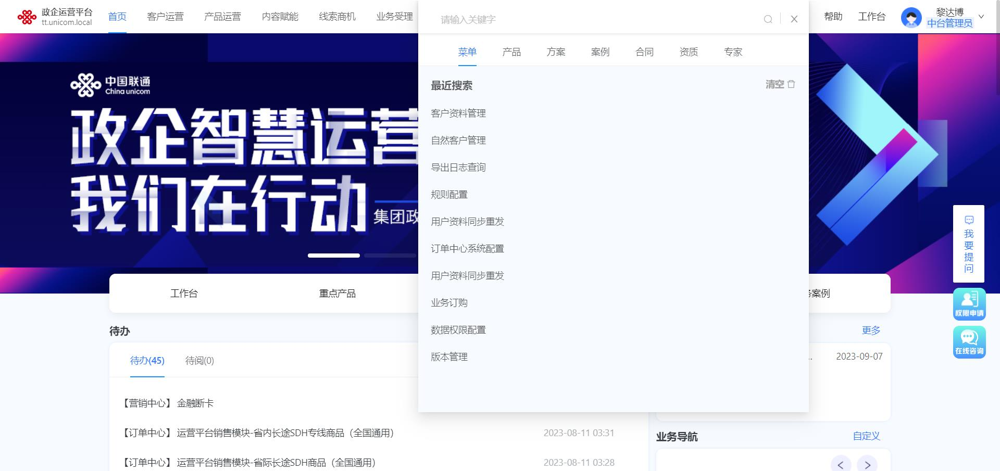 政企运营平台
tt.unicom.local
首页
客户运营
产品运营
内容赋能
线索商机
业务受理
请输入关键字
帮助
工作台
黎达博
中台管理员
菜单
产品
方案
案例
合同
资质
专家
最近搜索
清空
客户资料管理
自然客户管理
导出日志查询
规则配置
用户资料同步重发
订单中心系统配置
用户资料同步重发
业务订购
数据权限配置
版本管理
中国联通
China unicom
政企智慧运营
我们在行动
集团政
我要提问
权限申请
在线咨询
工作台
重点产品
案例
待办
更多
待办(45)
待阅(0)
.. 2023-09-07
【营销中心】 金融断卡
【订单中心】 运营平台销售模块-省内长途SDH专线商品（全国通用） 2023-08-11 03:31
【订单中心】 运营平台销售模块-省际长途SDH商品（全国通用） 2023-08-11 03:28
业务导航
自定义